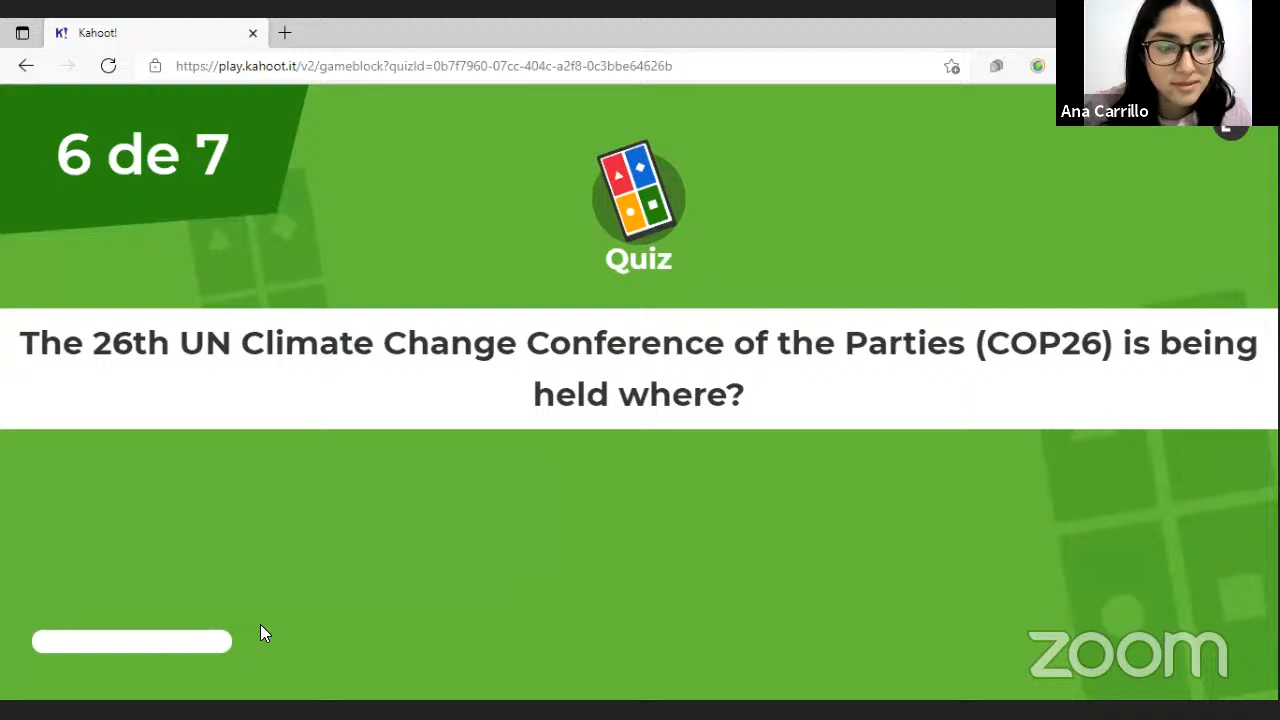 Kahoot!
https://play.kahoot.it/v2/gameblock?quizId=0b7f7960-07cc-404c-a2f8-0c3bbe64626b
Ana Carrillo
6 de 7
Quiz
The 26th UN Climate Change Conference of the Parties (COP26) is being
held where?
zoom